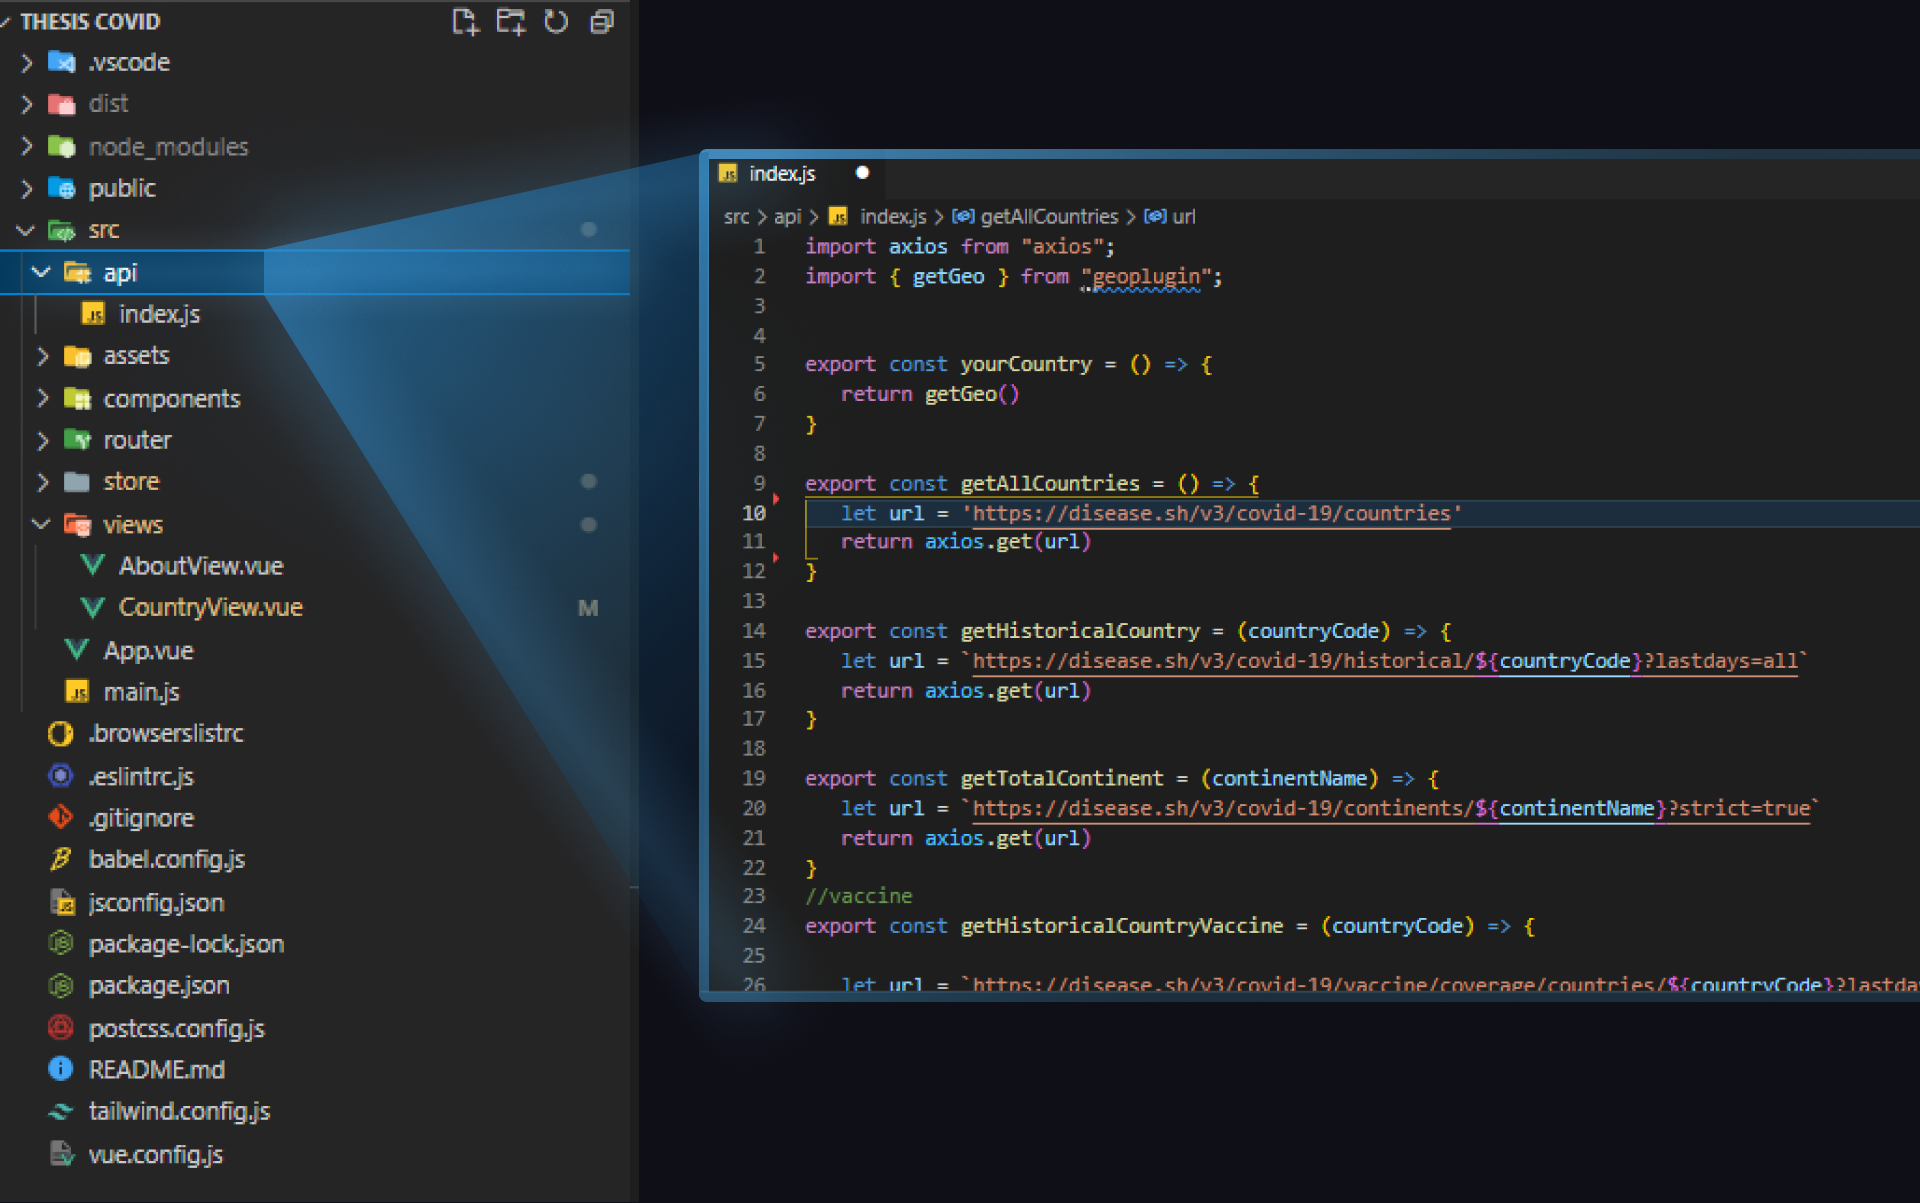 THESIS COVID
.vscode
dist
node_modules
public
src
api
index.js
assets
components
router
store
views
AboutView.vue
CountryView.vue M
App.vue
main.js
.browserslistrc
.eslintrc.js
.gitignore
babel.config.js
jsconfig.json
package-lock.json
package.json
postcss.config.js
README.md
tailwind.config.js
vue.config.js
index.js
src > api > index.js > getAllCountries > url
1 import axios from "axios";
2 import { getGeo } from "geoplugin";
3
4
5 export const yourCountry = () => {
6 return getGeo()
7 }
8
9 export const getAllCountries = () => {
10 let url = 'https://disease.sh/v3/covid-19/countries'
11 return axios.get(url)
12 }
13
14 export const getHistoricalCountry = (countryCode) => {
15 let url = `https://disease.sh/v3/covid-19/historical/${countryCode}?lastdays=all`
16 return axios.get(url)
17 }
18
19 export const getTotalContinent = (continentName) => {
20 let url = `https://disease.sh/v3/covid-19/continents/${continentName}?strict=true`
21 return axios.get(url)
22 }
23 //vaccine
24 export const getHistoricalCountryVaccine = (countryCode) => {
25
26 let url = `https://disease.sh/v3/covid-19/vaccine/coverage/countries/${countryCode}?lastda